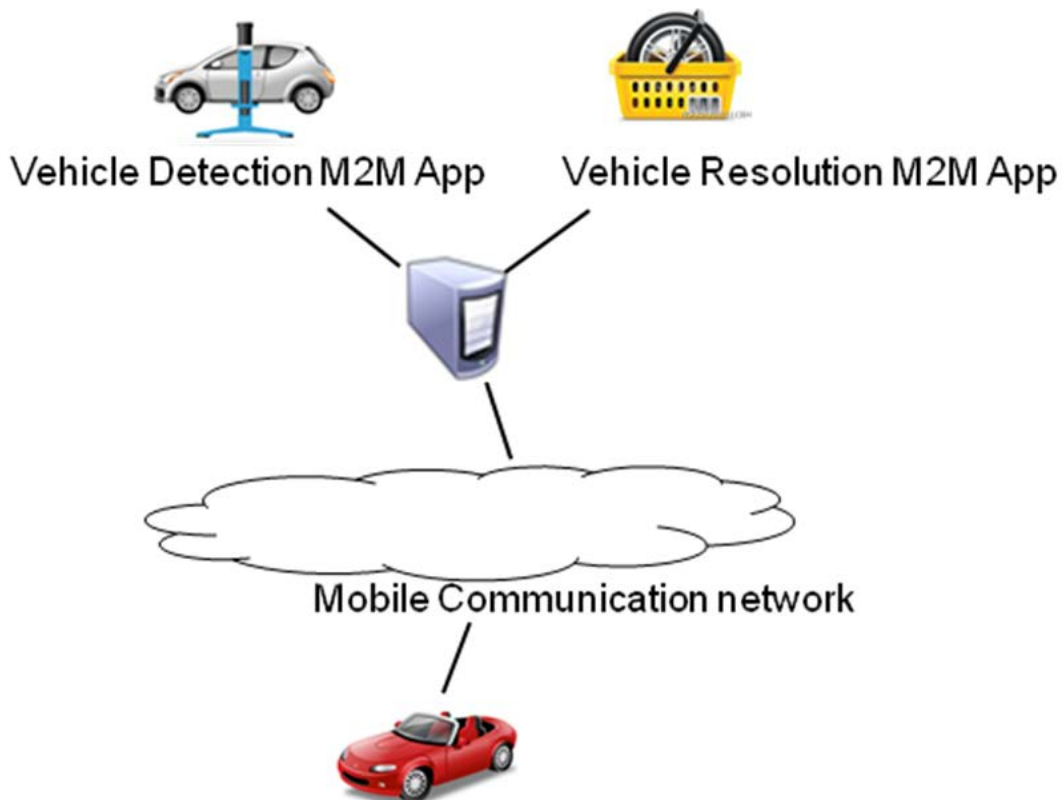 Vehicle Detection M2M App
Vehicle Resolution M2M App
Mobile Communication network